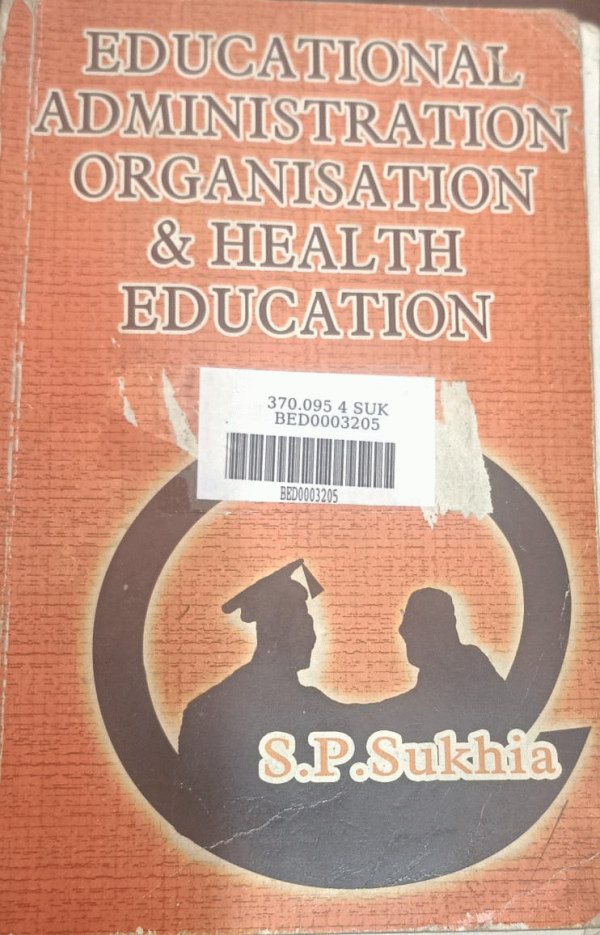 EDUCATIONAL
ADMINISTRATION
ORGANISATION
& HEALTH
EDUCATION
370.095 4 SUK
BED0003205
BED0003205
S.P.Sukhia